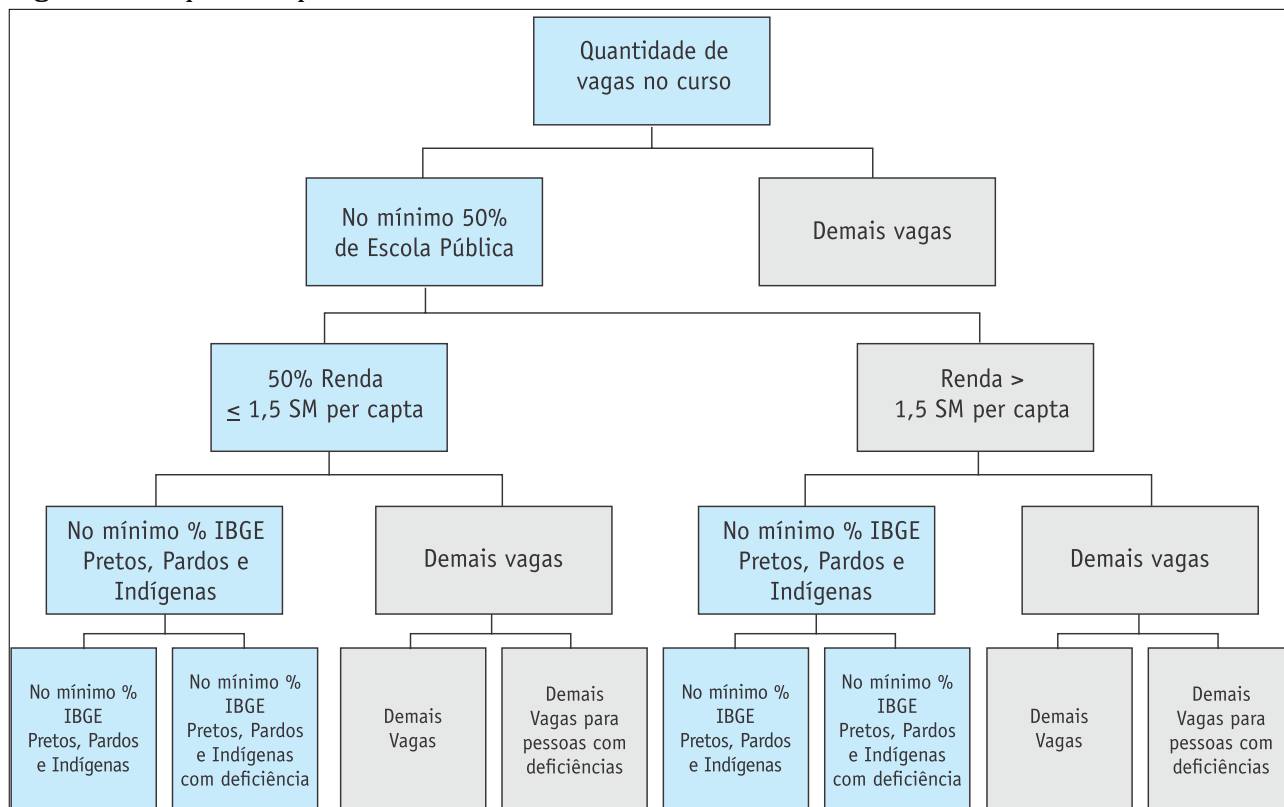 Quantidade de
vagas no curso
No mínimo 50%
de Escola Pública
Demais vagas
50% Renda
≤ 1,5 SM per capta
Renda >
1,5 SM per capta
No mínimo % IBGE
Pretos, Pardos e
Indígenas
Demais vagas
No mínimo % IBGE
Pretos, Pardos e
Indígenas
Demais vagas
No mínimo %
IBGE
Pretos, Pardos
e Indígenas
No mínimo %
IBGE
Pretos, Pardos
e Indígenas
com deficiência
Demais
Vagas
Demais
Vagas para
pessoas com
deficiências
No mínimo %
IBGE
Pretos, Pardos
e Indígenas
No mínimo %
IBGE
Pretos, Pardos
e Indígenas
com deficiência
Demais
Vagas
Demais
Vagas para
pessoas com
deficiências